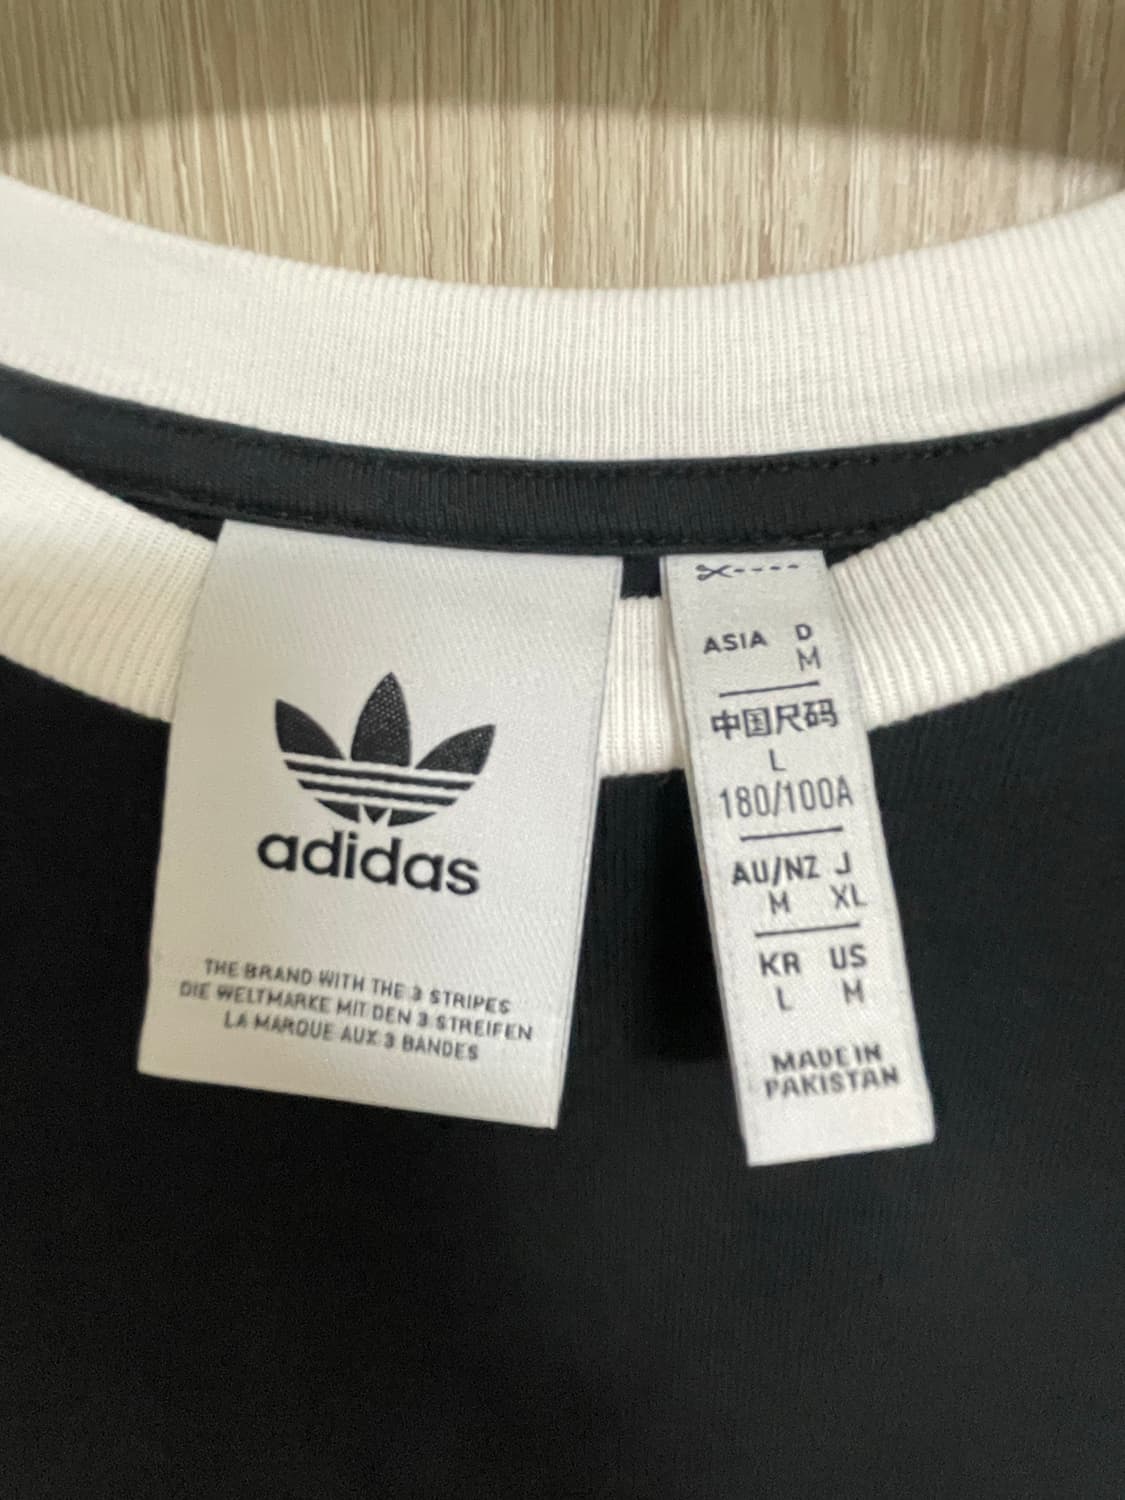 adidas
THE BRAND WITH THE 3 STRIPES
DIE WELTMARKE MIT DEN 3 STREIFEN
LA MARQUE AUX 3 BANDES
ASIA D
M
中国尺码
L
180/100A
AU/NZ J
M XL
KR US
L M
MADE IN
PAKISTAN